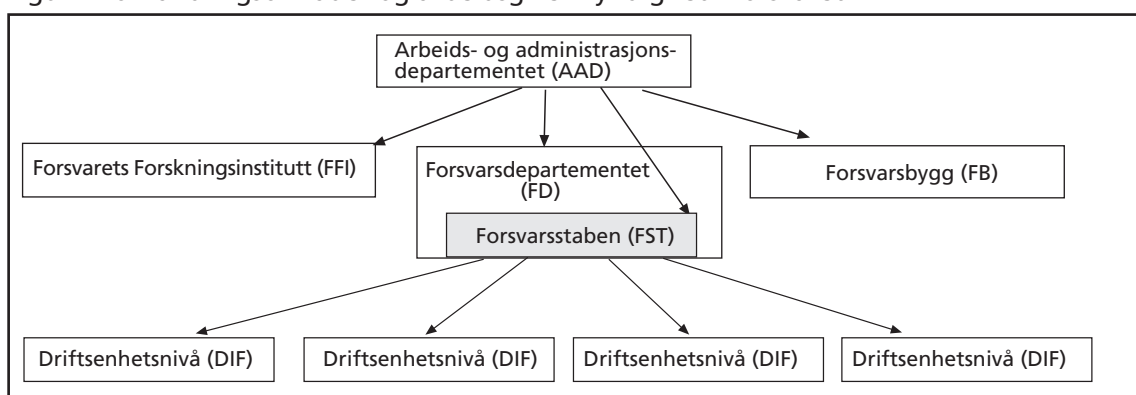 Arbeids- og administrasjons-
departementet (AAD)
Forsvarets Forskningsinstitutt (FFI)
Forsvarsdepartementet
(FD)
Forsvarsbygg (FB)
Forsvarsstaben (FST)
Driftsenhetsnivå (DIF)
Driftsenhetsnivå (DIF)
Driftsenhetsnivå (DIF)
Driftsenhetsnivå (DIF)